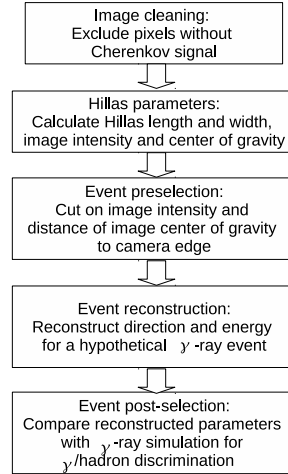 Image cleaning:
Exclude pixels without
Cherenkov signal
Hillas parameters:
Calculate Hillas length and width,
image intensity and center of gravity
Event preselection:
Cut on image intensity and
distance of image center of gravity
to camera edge
Event reconstruction:
Reconstruct direction and energy
for a hypothetical γ -ray event
Event post-selection:
Compare reconstructed parameters
with γ -ray simulation for
γ/hadron discrimination